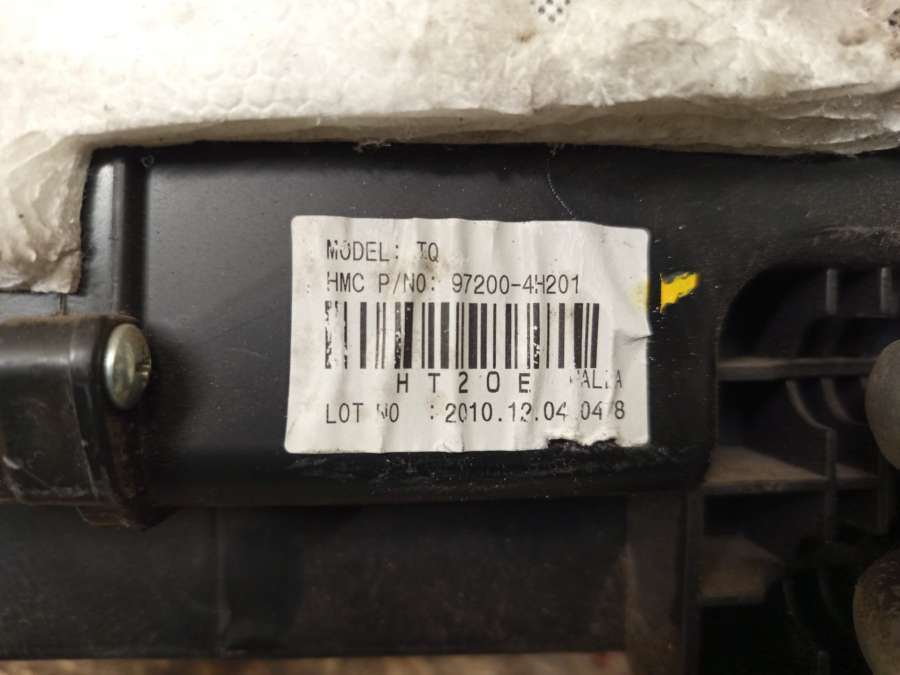 MODEL: TQ
HMC P/NO: 97200-4H201
HT20E
LOT NO : 2010.12.04